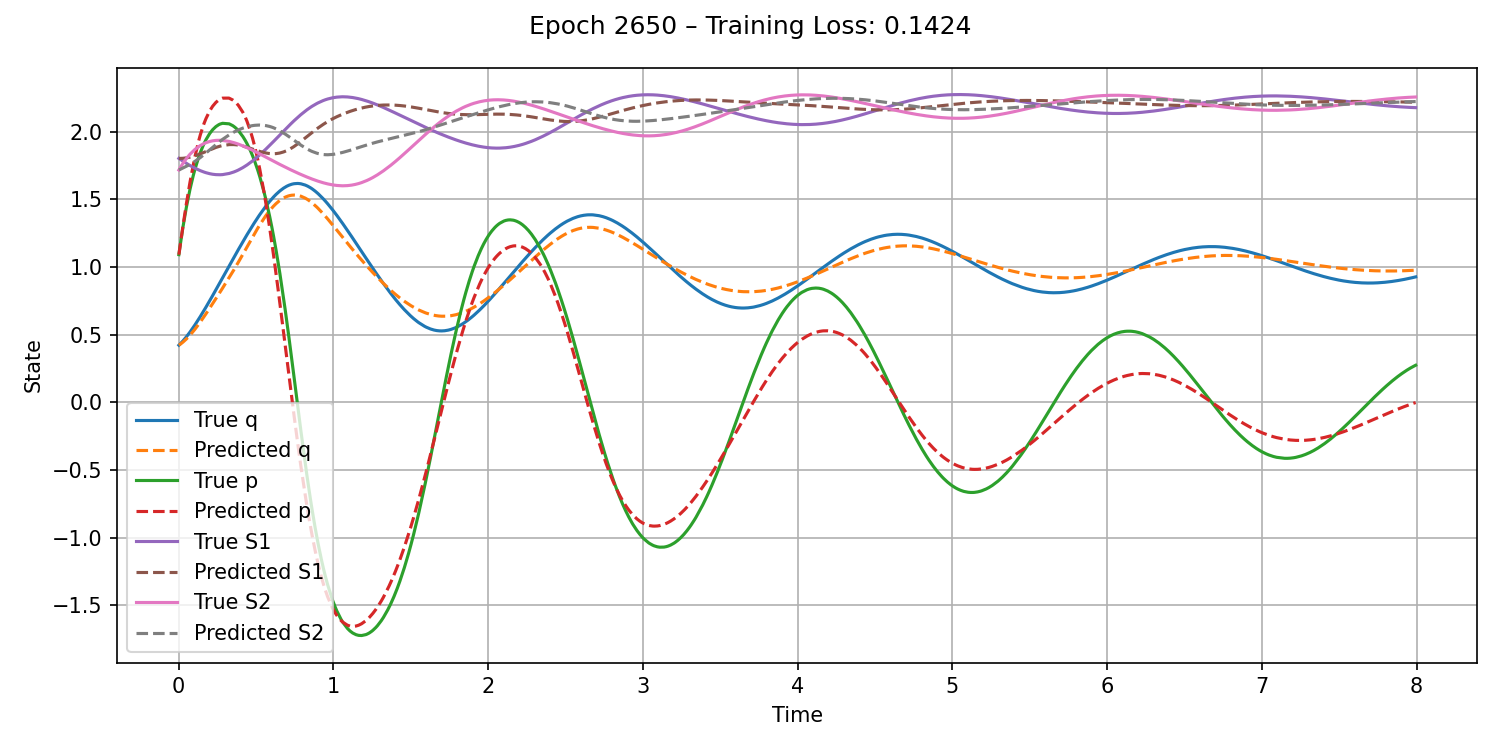 Epoch 2650 – Training Loss: 0.1424
State
2.0
1.5
1.0
0.5
0.0
−0.5
−1.0
−1.5
True q
Predicted q
True p
Predicted p
True S1
Predicted S1
True S2
Predicted S2
0 1 2 3 4 5 6 7 8
Time